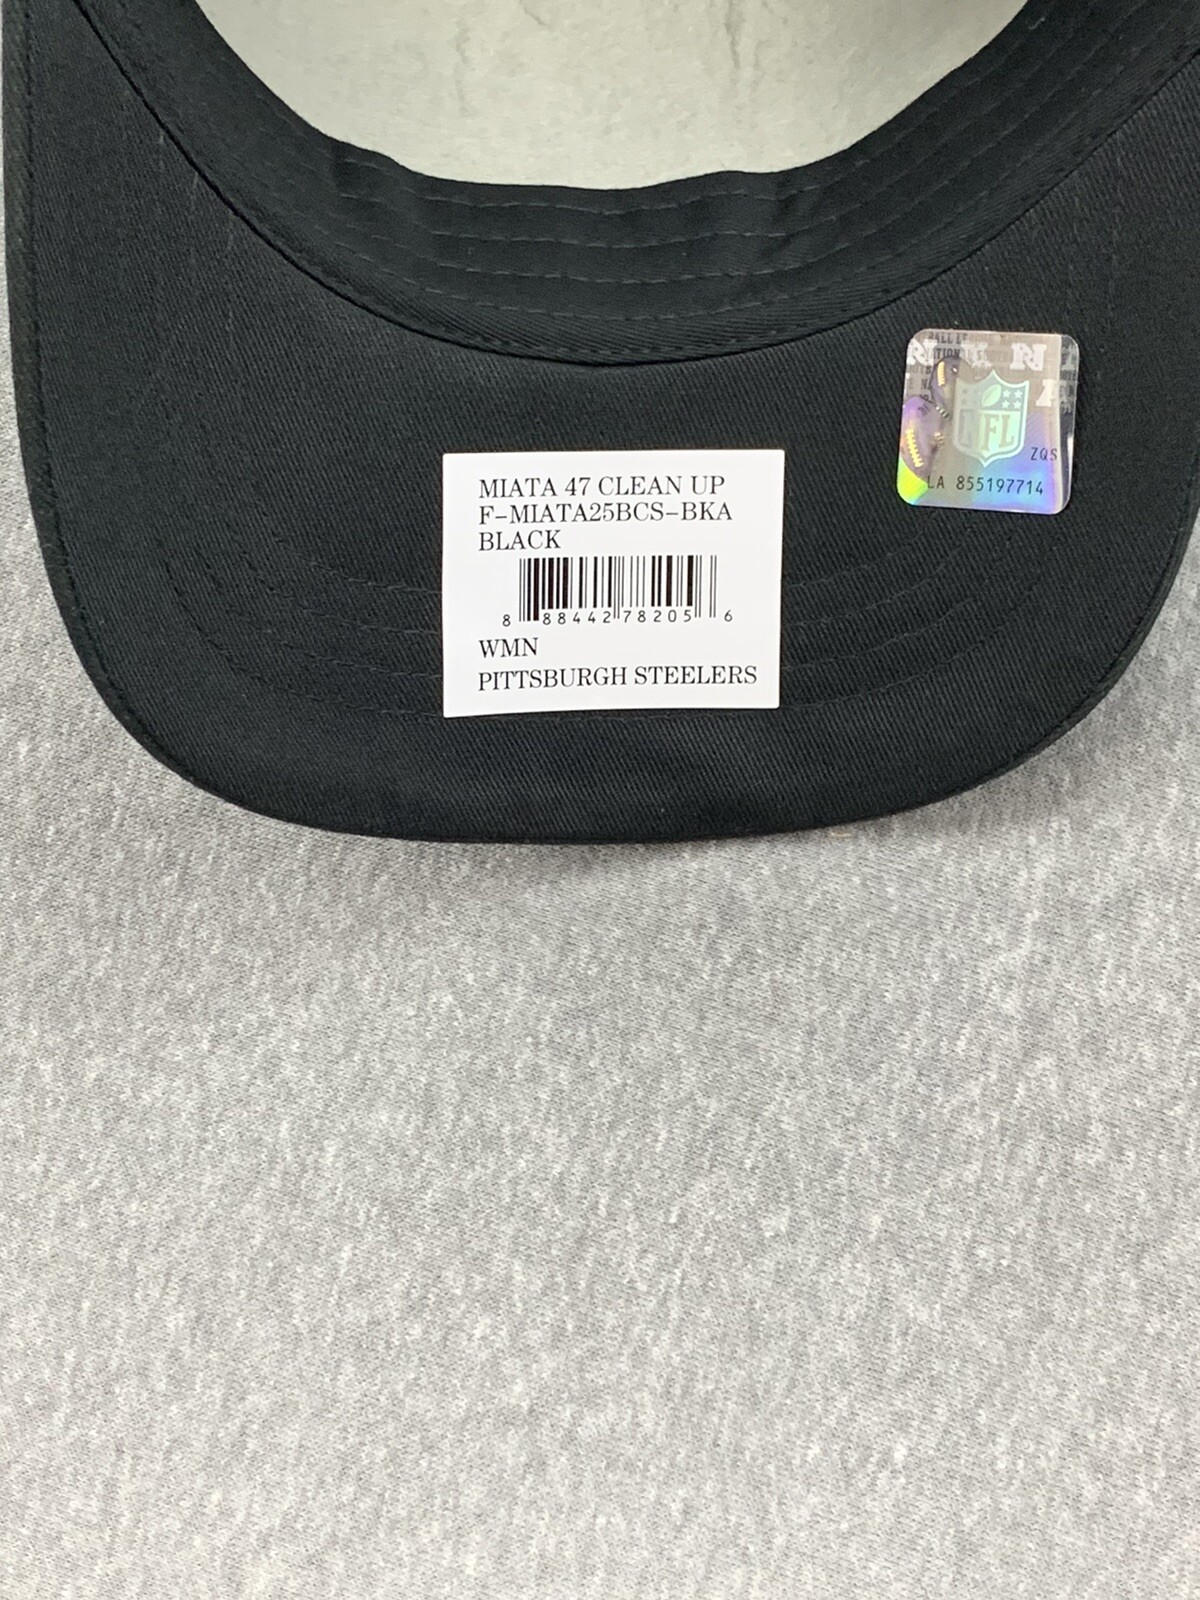 MIATA 47 CLEAN UP
F-MIATA25BCS-BKA
BLACK
8 88442 78205 6
WMN
PITTSBURGH STEELERS
NFL
ZQS
LA 855197714